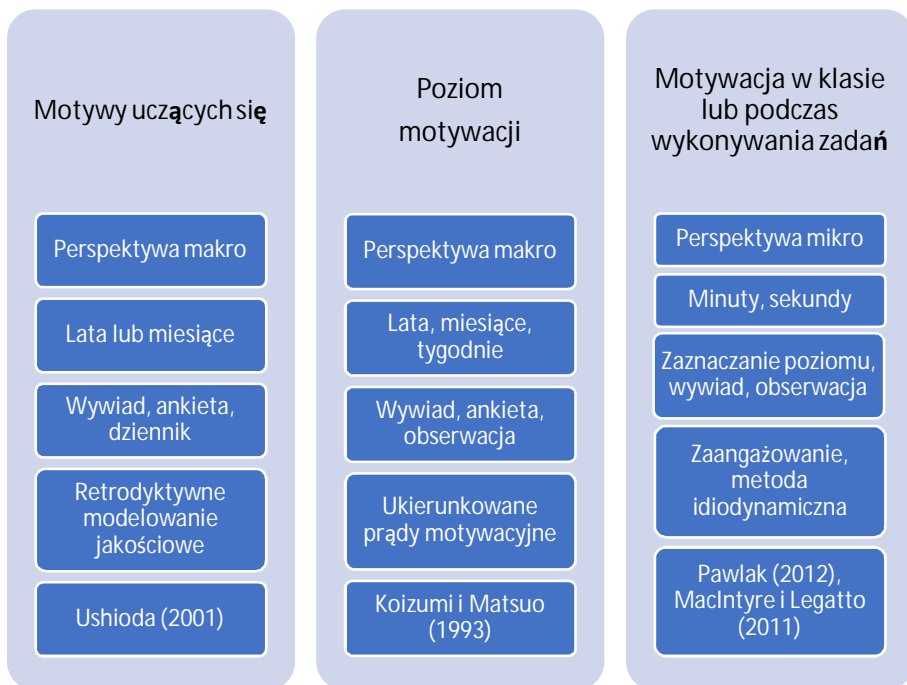 Motywy uczących się
Perspektywa makro
Lata lub miesiące
Wywiad, ankieta,
dziennik
Retrodyktywne
modelowanie
jakościowe
Ushioda (2001)
Poziom
motywacji
Perspektywa makro
Lata, miesiące,
tygodnie
Wywiad, ankieta,
obserwacja
Ukierunkowane
prądy motywacyjne
Koizumi i Matsuo
(1993)
Motywacja w klasie
lub podczas
wykonywania zadań
Perspektywa mikro
Minuty, sekundy
Zaznaczanie poziomu,
wywiad, obserwacja
Zaangażowanie,
metoda
idiodynamiczna
Pawlak (2012),
MacIntyre i Legatto
(2011)